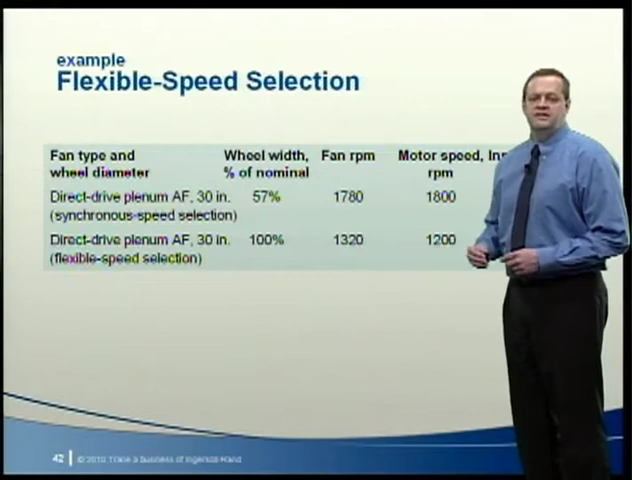 example
Flexible-Speed Selection
Fan type and Wheel width, Fan rpm Motor speed,
wheel diameter % of nominal rpm
Direct-drive plenum AF, 30 in. 57% 1780 1800
(synchronous-speed selection)
Direct-drive plenum AF, 30 in. 100% 1320 1200
(flexible-speed selection)
42 © 2010 Trane a business of Ingersoll Rand